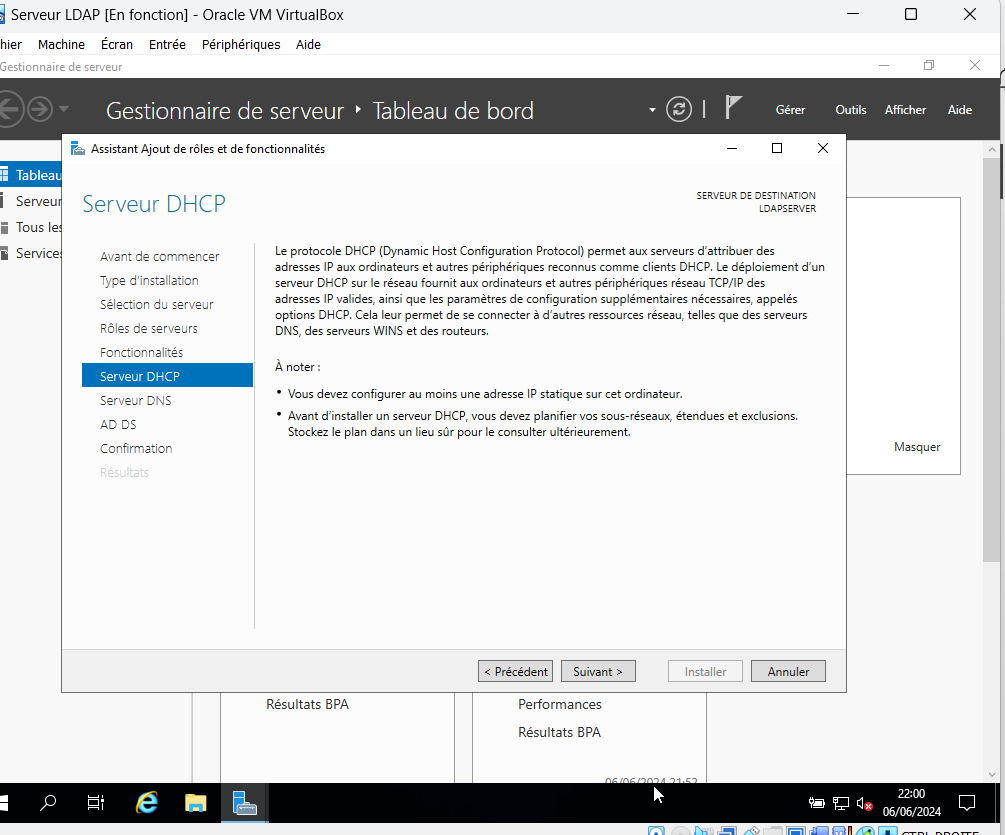 Serveur LDAP [En fonction] - Oracle VM VirtualBox
hier Machine Écran Entrée Périphériques Aide
Gestionnaire de serveur
Gestionnaire de serveur Tableau de bord
Gérer Outils Afficher Aide
Tableau
Serveur
Tous les
Services
Assistant Ajout de rôles et de fonctionnalités
Serveur DHCP
SERVEUR DE DESTINATION
LDAPSERVER
Avant de commencer
Type d'installation
Sélection du serveur
Rôles de serveurs
Fonctionnalités
Serveur DHCP
Serveur DNS
AD DS
Confirmation
Résultats
Le protocole DHCP (Dynamic Host Configuration Protocol) permet aux serveurs d'attribuer des
adresses IP aux ordinateurs et autres périphériques reconnus comme clients DHCP. Le déploiement d'un
serveur DHCP sur le réseau fournit aux ordinateurs et autres périphériques réseau TCP/IP des
adresses IP valides, ainsi que les paramètres de configuration supplémentaires nécessaires, appelés
options DHCP. Cela leur permet de se connecter à d'autres ressources réseau, telles que des serveurs
DNS, des serveurs WINS et des routeurs.
À noter :
• Vous devez configurer au moins une adresse IP statique sur cet ordinateur.
• Avant d'installer un serveur DHCP, vous devez planifier vos sous-réseaux, étendues et exclusions.
Stockez le plan dans un lieu sûr pour le consulter ultérieurement.
Masquer
< Précédent Suivant > Installer Annuler
Résultats BPA
Performances
Résultats BPA
06/06/2024 21:52
22:00
06/06/2024
CTRL DROITE